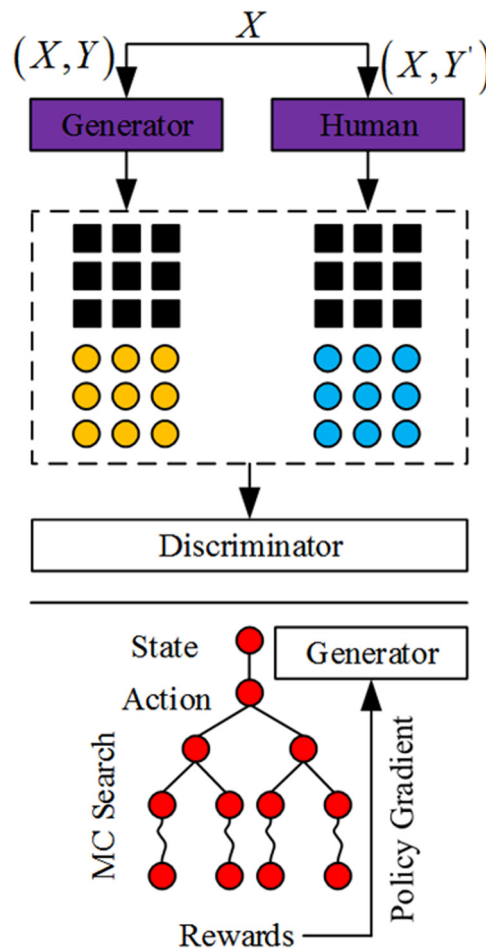 X
(X, Y)
(X, Y')
Generator
Human
Discriminator
State
Generator
Action
MC Search
Policy Gradient
Rewards